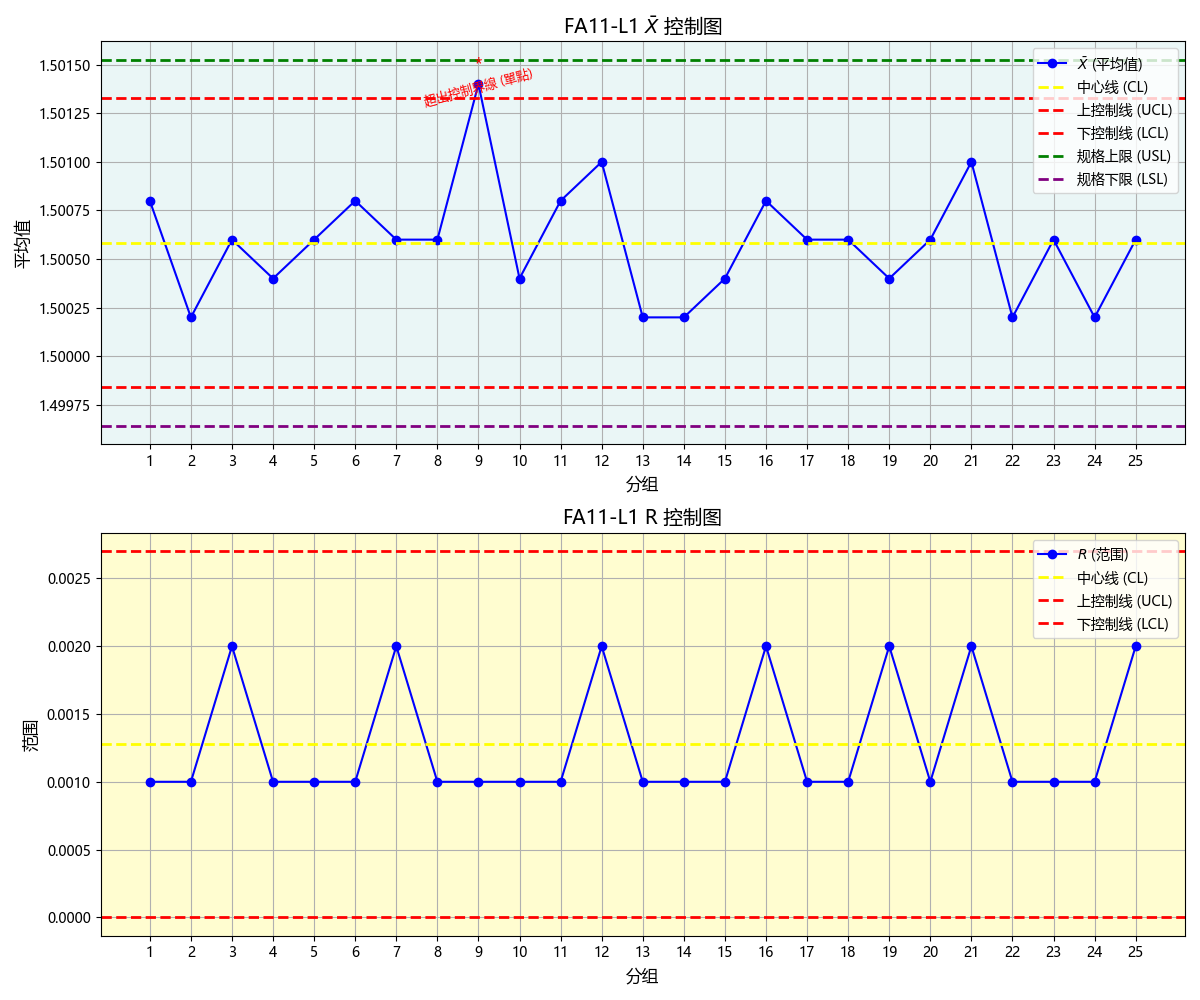 FA11-L1 X̄ 控制图
平均值
1.50150
1.50125
1.50100
1.50075
1.50050
1.50025
1.50000
1.49975
超出控制界線 (單點)
X̄ (平均值)
中心线 (CL)
上控制线 (UCL)
下控制线 (LCL)
规格上限 (USL)
规格下限 (LSL)
1 2 3 4 5 6 7 8 9 10 11 12 13 14 15 16 17 18 19 20 21 22 23 24 25
分组
FA11-L1 R 控制图
范围
0.0025
0.0020
0.0015
0.0010
0.0005
0.0000
R (范围)
中心线 (CL)
上控制线 (UCL)
下控制线 (LCL)
1 2 3 4 5 6 7 8 9 10 11 12 13 14 15 16 17 18 19 20 21 22 23 24 25
分组